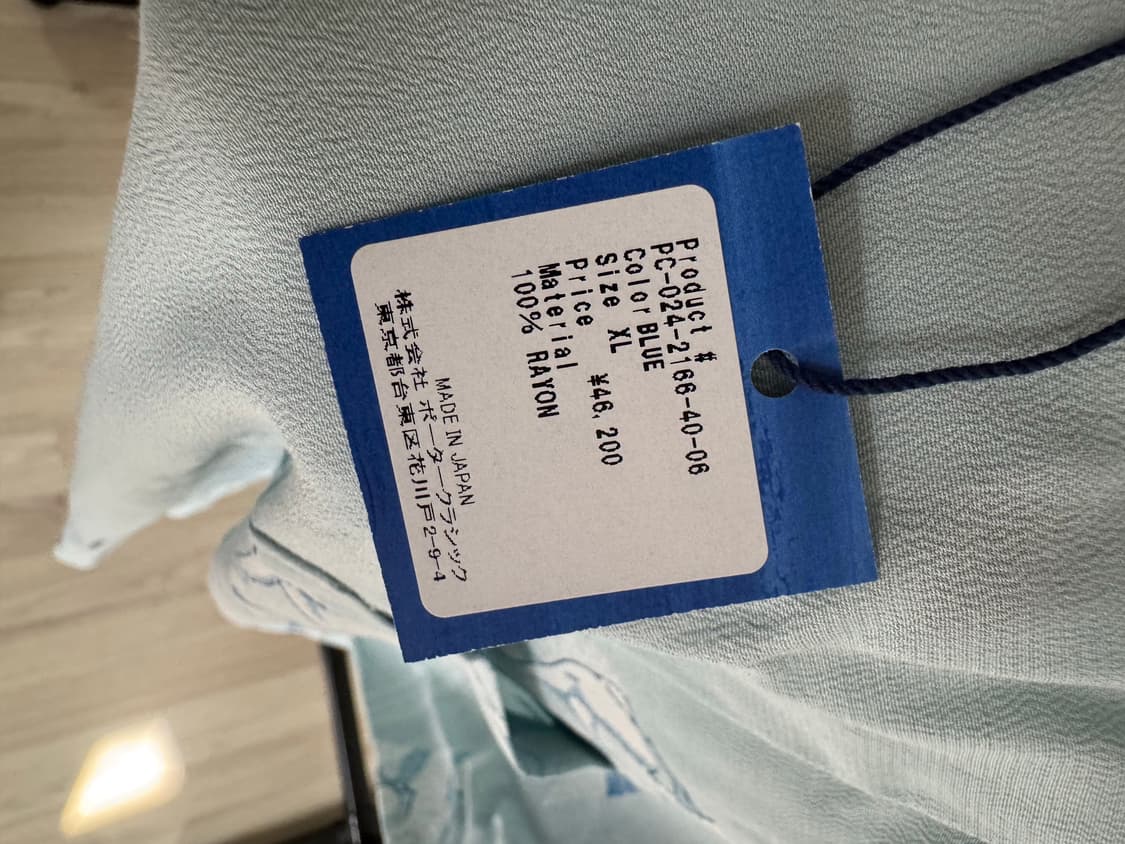 Product #
PC-024-2166-40-06
Color BLUE
Size XL
Price ¥46,200
Material
100% RAYON
MADE IN JAPAN
株式会社 ポータークラシック
東京都台東区花川戸2-9-4